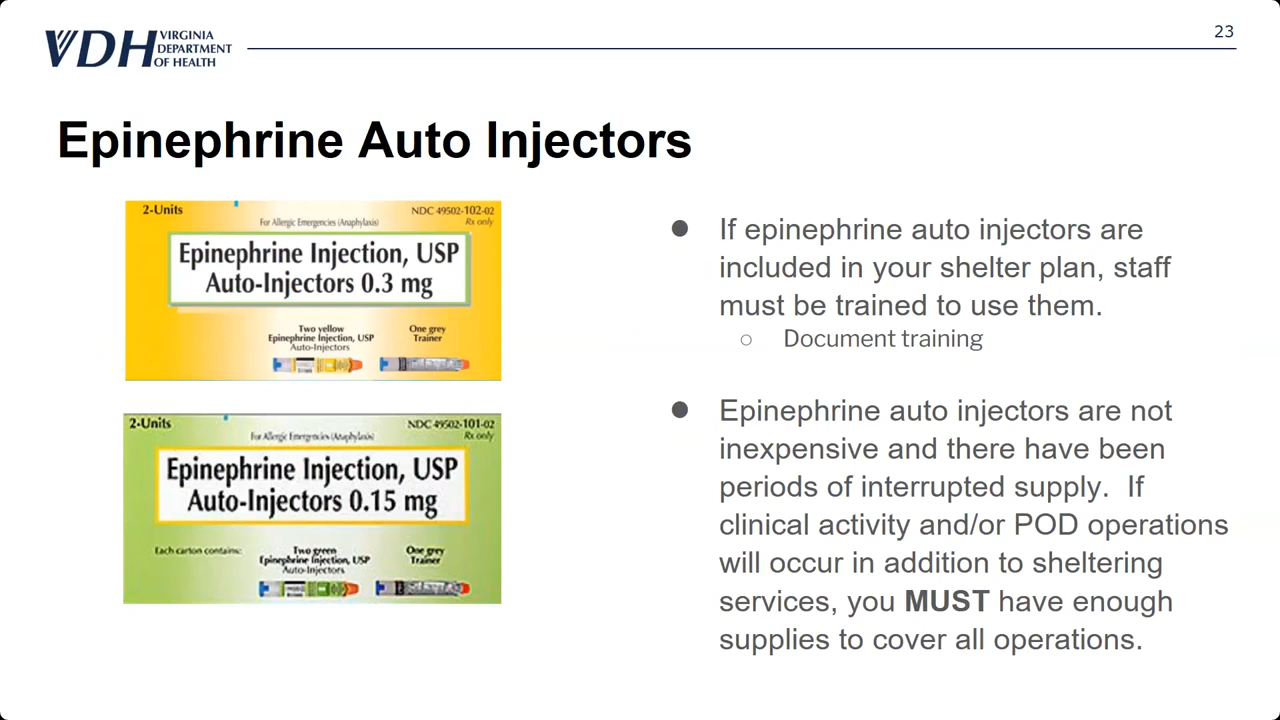 VDH VIRGINIA
DEPARTMENT
OF HEALTH
23
Epinephrine Auto Injectors
2-Units
NDC 49502-102-02
For Allergic Emergencies (Anaphylaxis)
Rx only
Epinephrine Injection, USP
Auto-Injectors 0.3 mg
Two yellow
Epinephrine Injection, USP
Auto-Injectors
One grey
Trainer
2-Units
NDC 49502-101-02
For Allergic Emergencies (Anaphylaxis)
Rx only
Epinephrine Injection, USP
Auto-Injectors 0.15 mg
Each carton contains:
Two green
Epinephrine Injection, USP
Auto-Injectors
One grey
Trainer
● If epinephrine auto injectors are
included in your shelter plan, staff
must be trained to use them.
○ Document training
● Epinephrine auto injectors are not
inexpensive and there have been
periods of interrupted supply. If
clinical activity and/or POD operations
will occur in addition to sheltering
services, you MUST have enough
supplies to cover all operations.